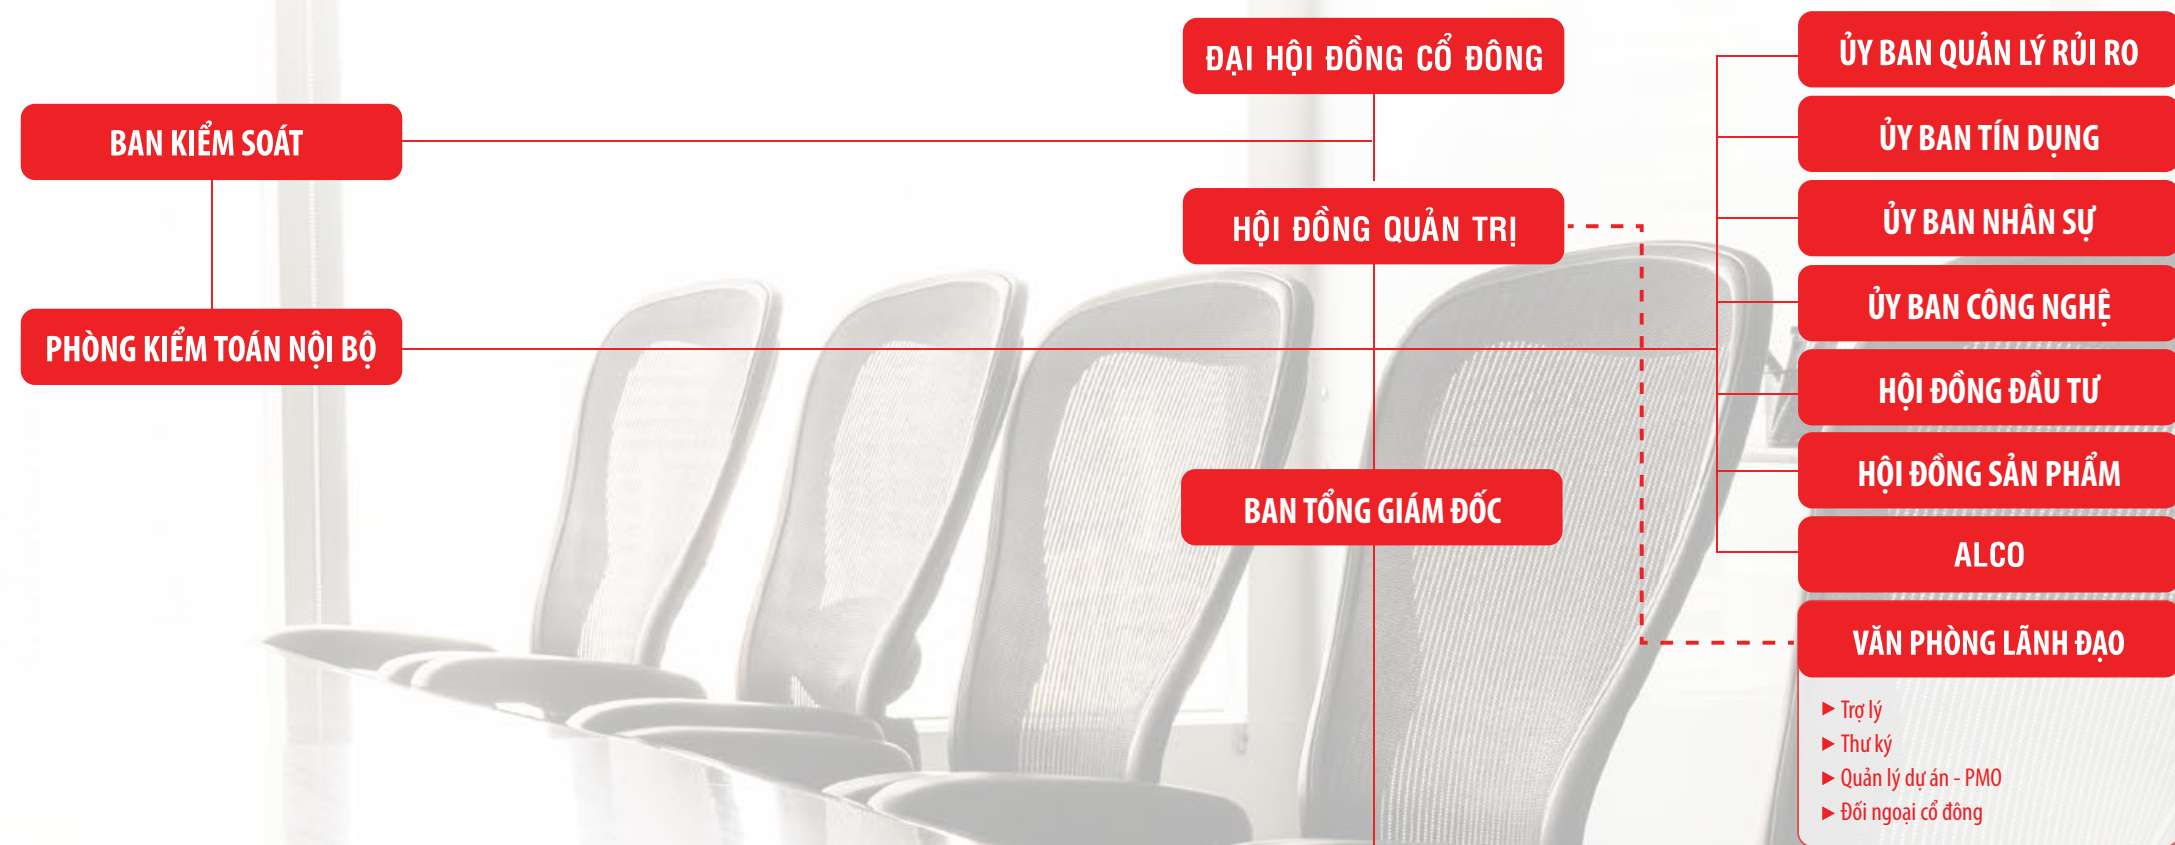 ĐẠI HỘI ĐỒNG CỔ ĐÔNG
BAN KIỂM SOÁT
HỘI ĐỒNG QUẢN TRỊ
PHÒNG KIỂM TOÁN NỘI BỘ
BAN TỔNG GIÁM ĐỐC
ỦY BAN QUẢN LÝ RỦI RO
ỦY BAN TÍN DỤNG
ỦY BAN NHÂN SỰ
ỦY BAN CÔNG NGHỆ
HỘI ĐỒNG ĐẦU TƯ
HỘI ĐỒNG SẢN PHẨM
ALCO
VĂN PHÒNG LÃNH ĐẠO
► Trợ lý
► Thư ký
► Quản lý dự án - PMO
► Đối ngoại cổ đông